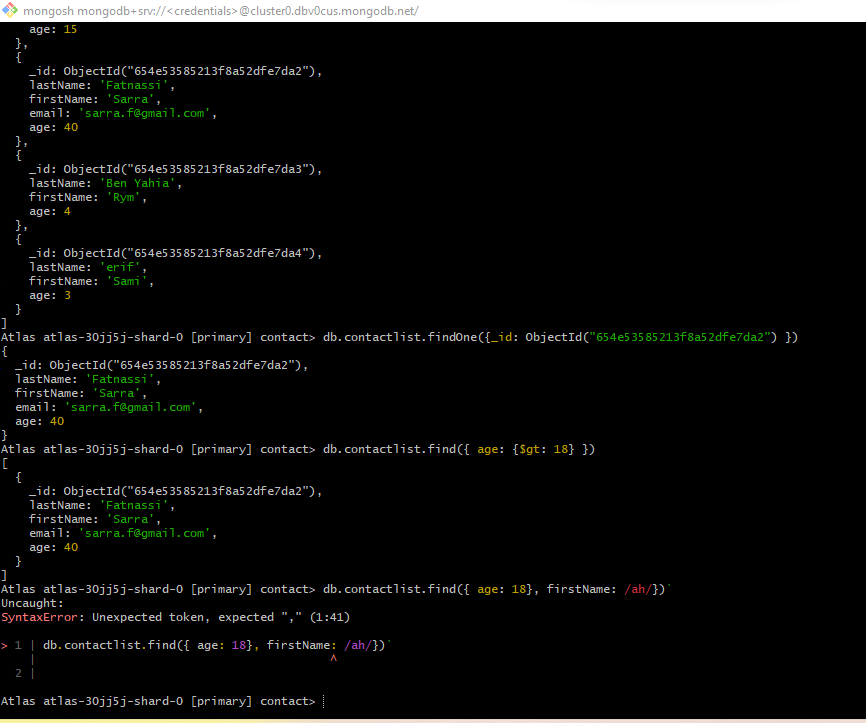 mongosh mongodb+srv://<credentials>@cluster0.dbv0cus.mongodb.net/
    age: 15
  },
  {
    _id: ObjectId("654e53585213f8a52dfe7da2"),
    lastName: 'Fatnassi',
    firstName: 'Sarra',
    email: 'sarra.f@gmail.com',
    age: 40
  },
  {
    _id: ObjectId("654e53585213f8a52dfe7da3"),
    lastName: 'Ben Yahia',
    firstName: 'Rym',
    age: 4
  },
  {
    _id: ObjectId("654e53585213f8a52dfe7da4"),
    lastName: 'erif',
    firstName: 'Sami',
    age: 3
  }
]
Atlas atlas-30jj5j-shard-0 [primary] contact> db.contactlist.findOne({_id: ObjectId("654e53585213f8a52dfe7da2") })
{
  _id: ObjectId("654e53585213f8a52dfe7da2"),
  lastName: 'Fatnassi',
  firstName: 'Sarra',
  email: 'sarra.f@gmail.com',
  age: 40
}
Atlas atlas-30jj5j-shard-0 [primary] contact> db.contactlist.find({ age: {$gt: 18} })
[
  {
    _id: ObjectId("654e53585213f8a52dfe7da2"),
    lastName: 'Fatnassi',
    firstName: 'Sarra',
    email: 'sarra.f@gmail.com',
    age: 40
  }
]
Atlas atlas-30jj5j-shard-0 [primary] contact> db.contactlist.find({ age: 18}, firstName: /ah/})`
Uncaught:
SyntaxError: Unexpected token, expected "," (1:41)

> 1 | db.contactlist.find({ age: 18}, firstName: /ah/})`
    |                                          ^
  2 |

Atlas atlas-30jj5j-shard-0 [primary] contact>